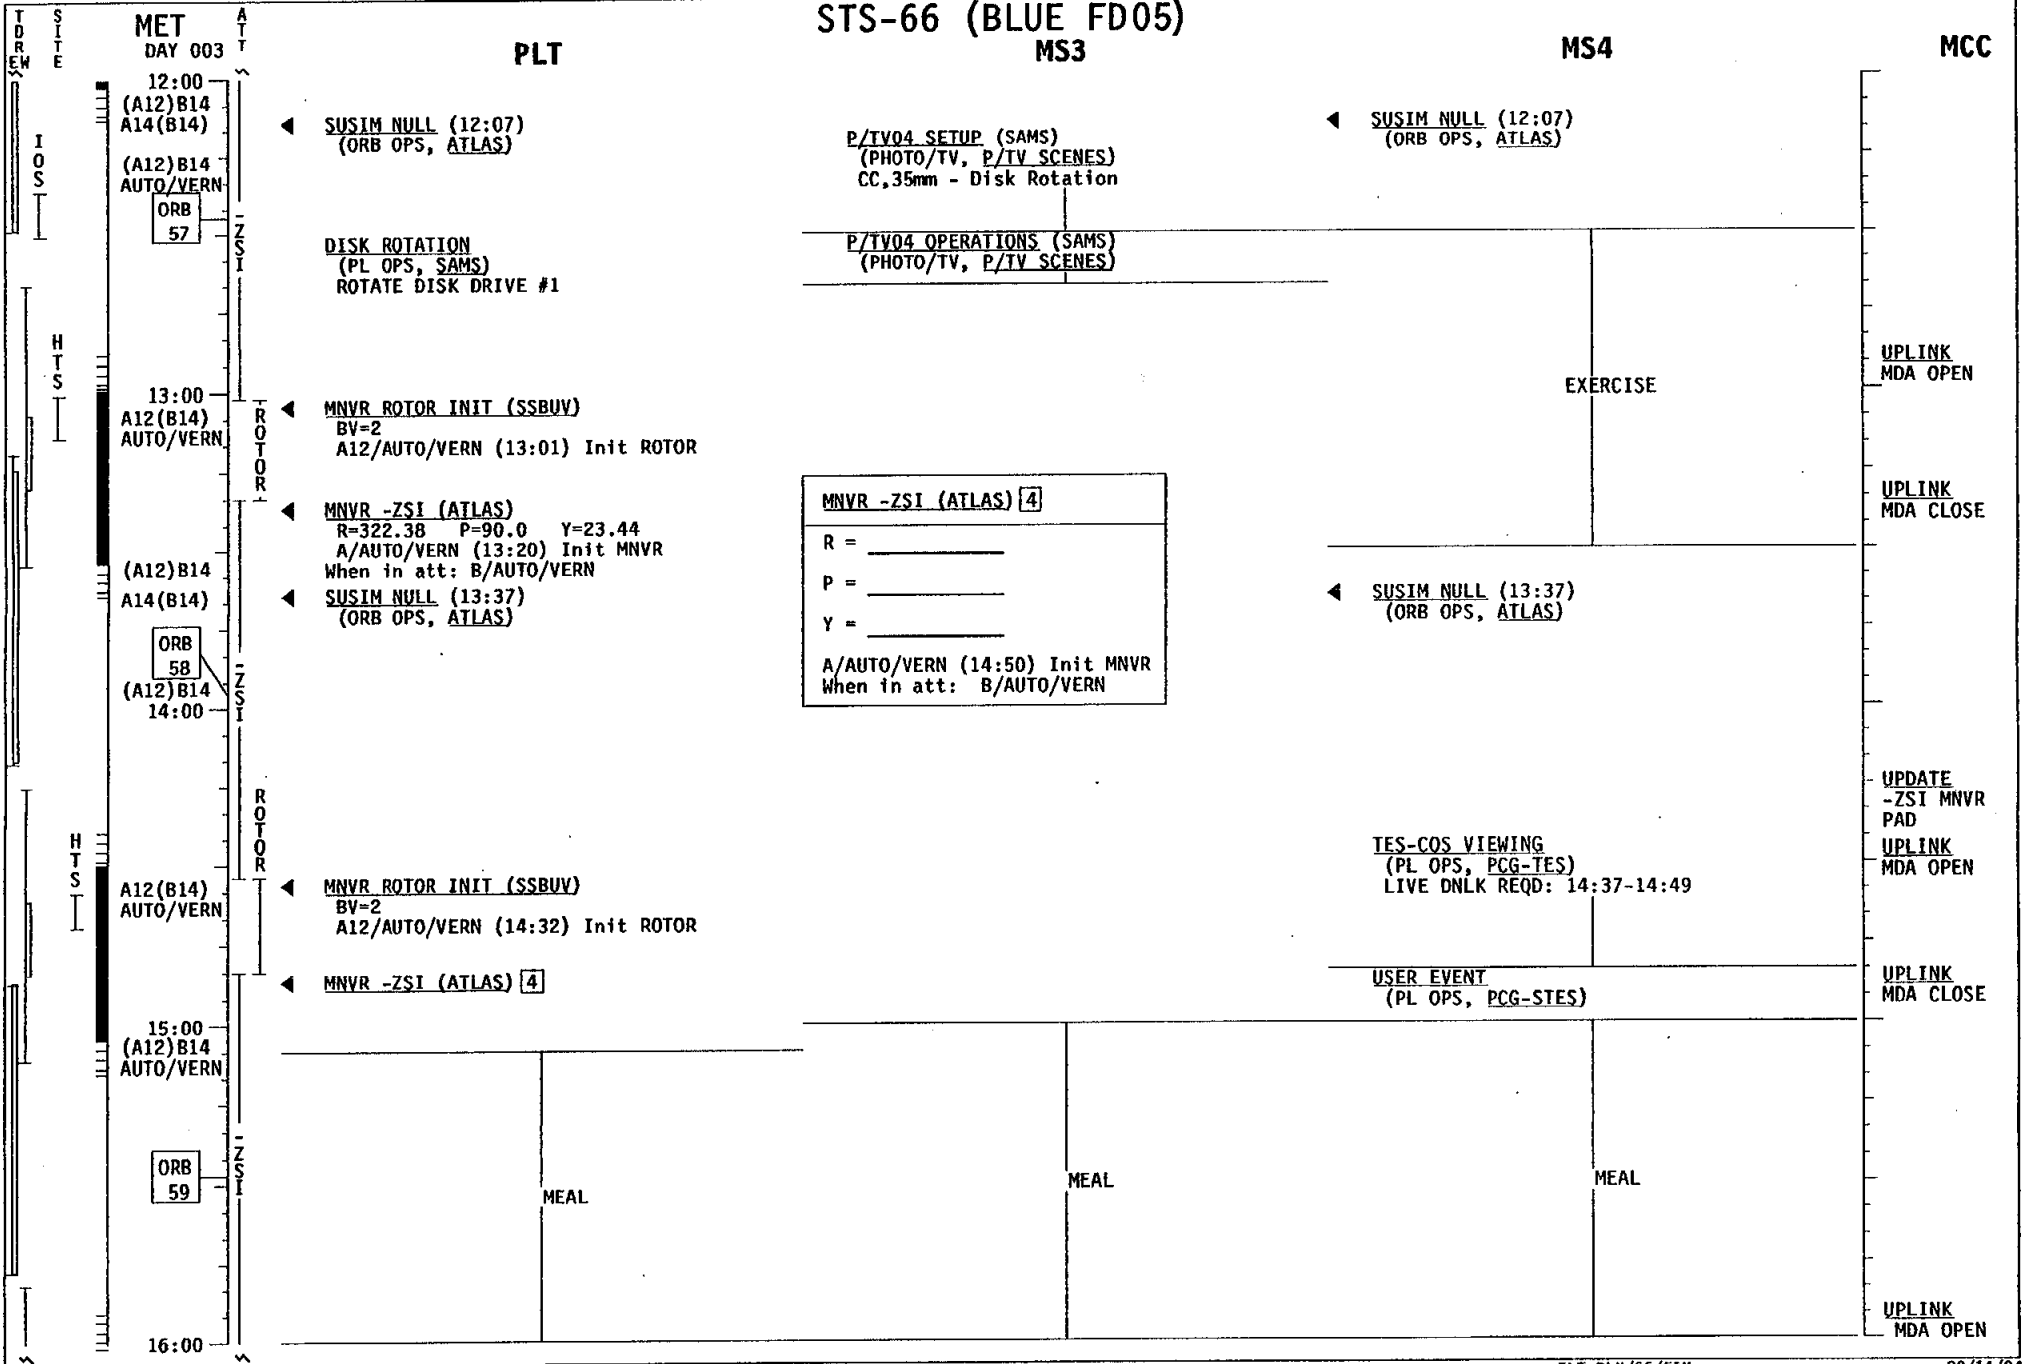 STS-66 (BLUE FD05)
TDRE W
SITE
MET
DAY 003
ATT
PLT
MS3
MS4
MCC
12:00
(A12)B14
A14(B14)
IOS
(A12)B14
AUTO/VERN
ORB
57
-ZSI
HTS
13:00
A12(B14)
AUTO/VERN
ROTOR
(A12)B14
A14(B14)
ORB
58
(A12)B14
-ZSI
14:00
ROTOR
HTS
A12(B14)
AUTO/VERN
15:00
(A12)B14
AUTO/VERN
ORB
59
-ZSI
16:00
SUSIM NULL (12:07)
(ORB OPS, ATLAS)
DISK ROTATION
(PL OPS, SAMS)
ROTATE DISK DRIVE #1
MNVR ROTOR INIT (SSBUV)
BV=2
A12/AUTO/VERN (13:01) Init ROTOR
MNVR -ZSI (ATLAS)
R=322.38 P=90.0 Y=23.44
A/AUTO/VERN (13:20) Init MNVR
When in att: B/AUTO/VERN
SUSIM NULL (13:37)
(ORB OPS, ATLAS)
MNVR ROTOR INIT (SSBUV)
BV=2
A12/AUTO/VERN (14:32) Init ROTOR
MNVR -ZSI (ATLAS) 4
MEAL
P/TV04 SETUP (SAMS)
(PHOTO/TV, P/TV SCENES)
CC,35mm - Disk Rotation
P/TV04 OPERATIONS (SAMS)
(PHOTO/TV, P/TV SCENES)
MNVR -ZSI (ATLAS) 4
R =
P =
Y =
A/AUTO/VERN (14:50) Init MNVR
When in att: B/AUTO/VERN
MEAL
SUSIM NULL (12:07)
(ORB OPS, ATLAS)
EXERCISE
SUSIM NULL (13:37)
(ORB OPS, ATLAS)
TES-COS VIEWING
(PL OPS, PCG-TES)
LIVE DNLK REQD: 14:37-14:49
USER EVENT
(PL OPS, PCG-STES)
MEAL
UPLINK
MDA OPEN
UPLINK
MDA CLOSE
UPDATE
-ZSI MNVR
PAD
UPLINK
MDA OPEN
UPLINK
MDA CLOSE
UPLINK
MDA OPEN